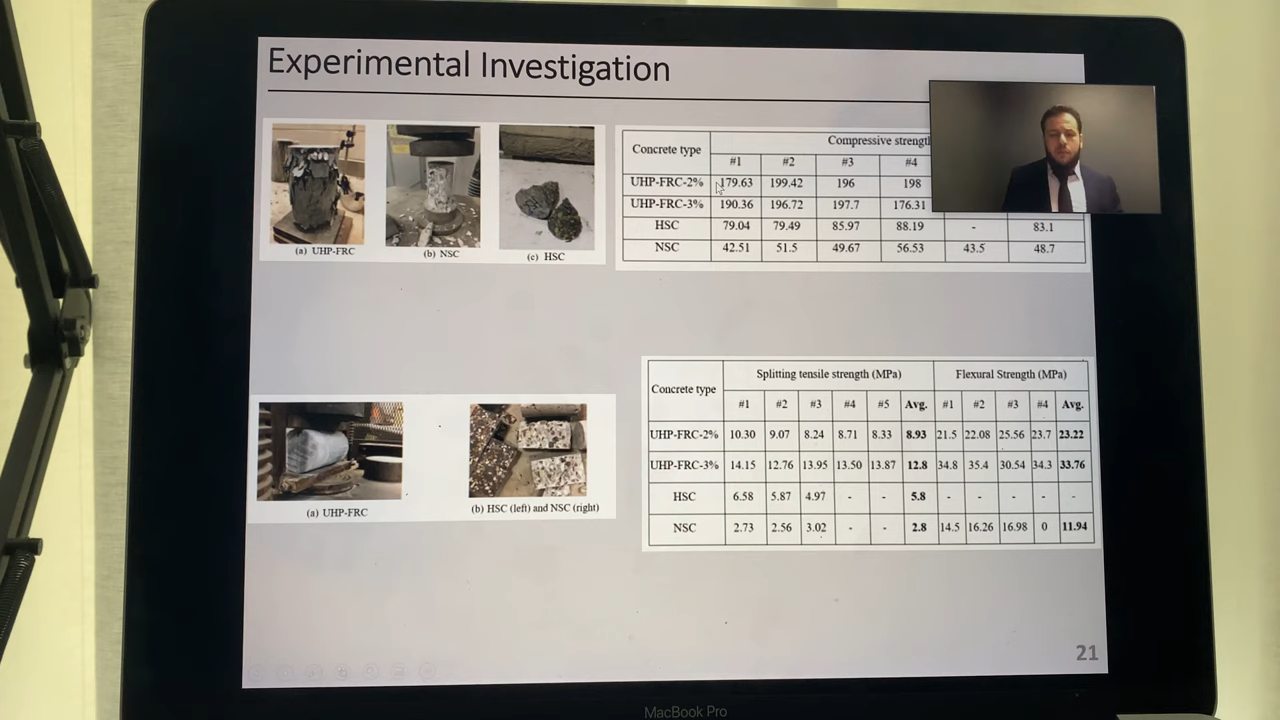 Experimental Investigation
(a) UHP-FRC
(b) NSC
(c) HSC
Concrete type Compressive strength
#1 #2 #3 #4
UHP-FRC-2% 179.63 199.42 196 198
UHP-FRC-3% 190.36 196.72 197.7 176.31
HSC 79.04 79.49 85.97 88.19 - 83.1
NSC 42.51 51.5 49.67 56.53 43.5 48.7
Concrete type Splitting tensile strength (MPa) Flexural Strength (MPa)
#1 #2 #3 #4 #5 Avg. #1 #2 #3 #4 Avg.
UHP-FRC-2% 10.30 9.07 8.24 8.71 8.33 8.93 21.5 22.08 25.56 23.7 23.22
UHP-FRC-3% 14.15 12.76 13.95 13.50 13.87 12.8 34.8 35.4 30.54 34.3 33.76
HSC 6.58 5.87 4.97 - - 5.8 - - - - -
NSC 2.73 2.56 3.02 - - 2.8 14.5 16.26 16.98 0 11.94
(a) UHP-FRC
(b) HSC (left) and NSC (right)
21
MacBook Pro